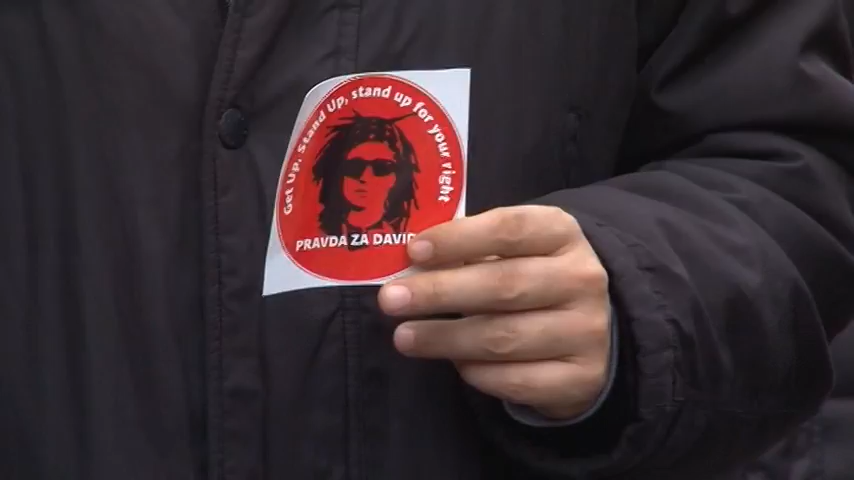 Get Up, Stand Up, stand up for your right
PRAVDA ZA DAVID